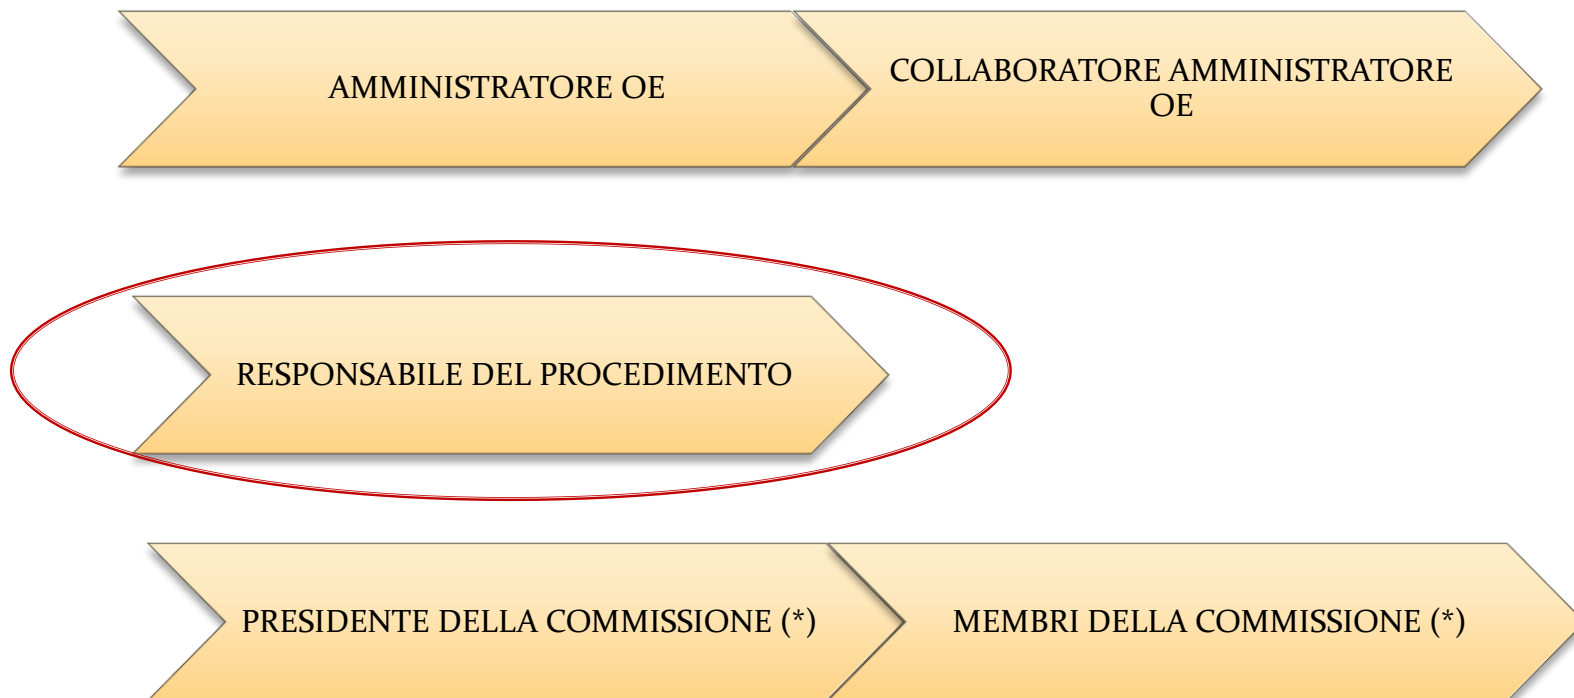 AMMINISTRATORE OE
COLLABORATORE AMMINISTRATORE
OE
RESPONSABILE DEL PROCEDIMENTO
PRESIDENTE DELLA COMMISSIONE (*)
MEMBRI DELLA COMMISSIONE (*)